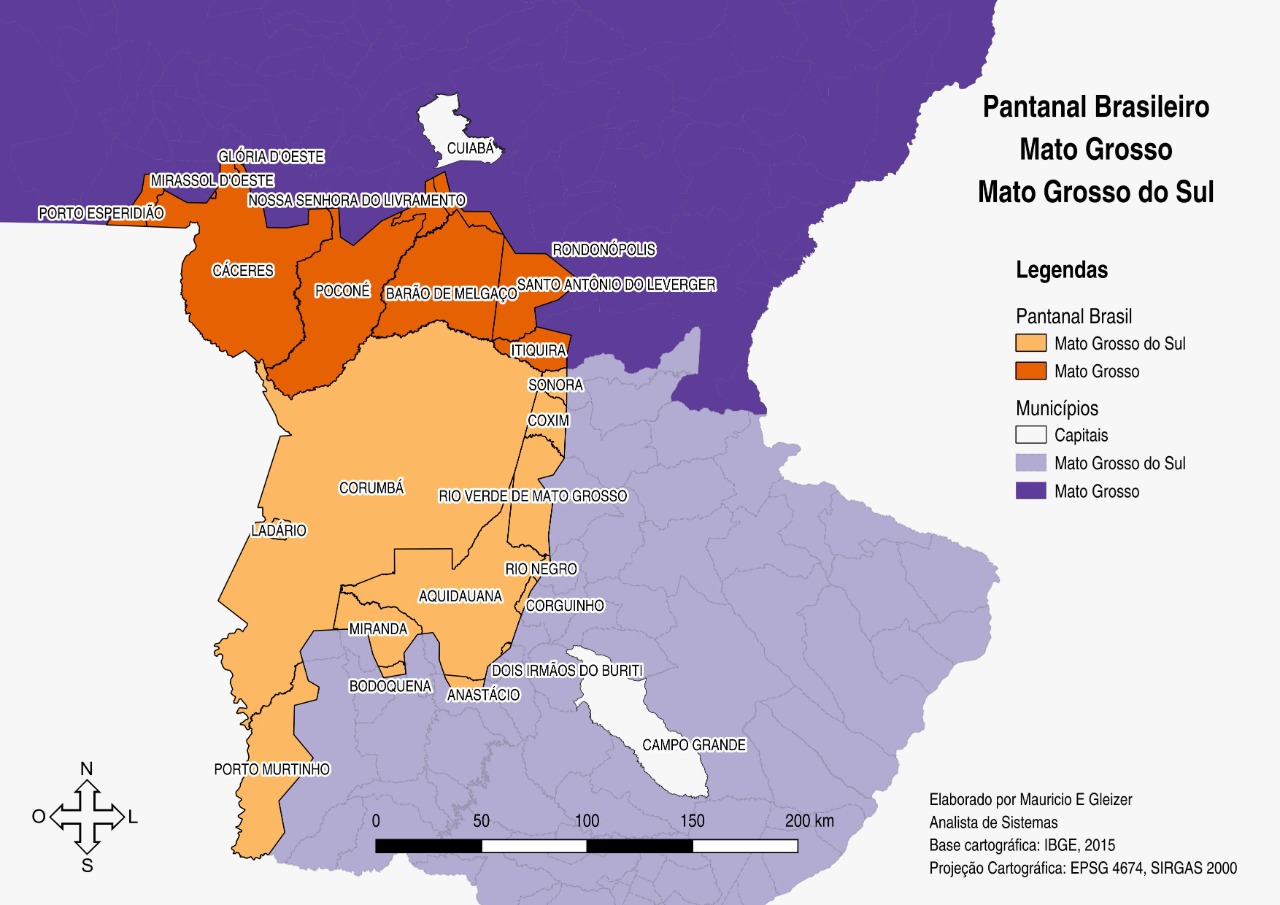 Pantanal Brasileiro
Mato Grosso
Mato Grosso do Sul
Legendas
Pantanal Brasil
Mato Grosso do Sul
Mato Grosso
Municípios
Capitais
Mato Grosso do Sul
Mato Grosso
CUIABÁ
GLÓRIA D'OESTE
MIRASSOL D'OESTE
NOSSA SENHORA DO LIVRAMENTO
PORTO ESPERIDIÃO
RONDONÓPOLIS
CÁCERES
SANTO ANTÔNIO DO LEVERGER
POCONÉ
BARÃO DE MELGAÇO
ITIQUIRA
SONORA
COXIM
CORUMBÁ
RIO VERDE DE MATO GROSSO
LADÁRIO
RIO NEGRO
AQUIDAUANA
CORGUINHO
MIRANDA
DOIS IRMÃOS DO BURITI
BODOQUENA
ANASTÁCIO
CAMPO GRANDE
PORTO MURTINHO
N
O
L
S
0 50 100 150 200 km
Elaborado por Mauricio E Gleizer
Analista de Sistemas
Base cartográfica: IBGE, 2015
Projeção Cartográfica: EPSG 4674, SIRGAS 2000